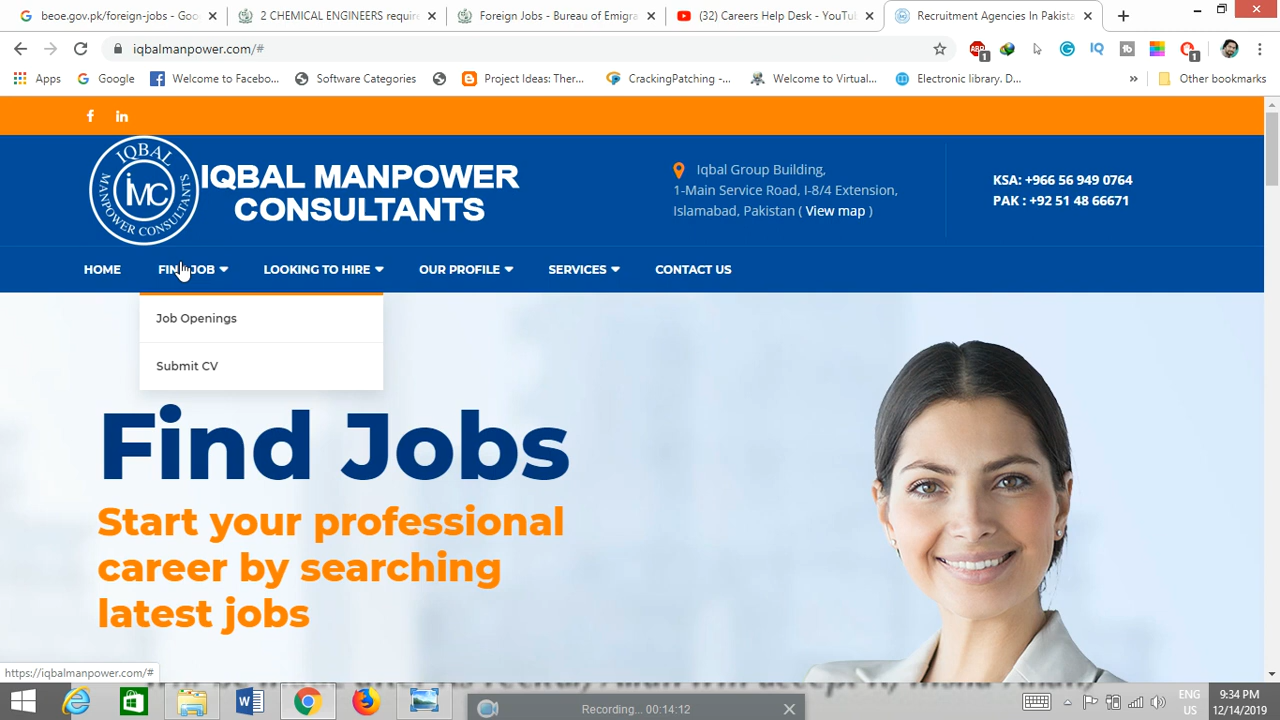 beoe.gov.pk/foreign-jobs - Goo
2 CHEMICAL ENGINEERS require
Foreign Jobs - Bureau of Emigra
(32) Careers Help Desk - YouTu
Recruitment Agencies In Pakista
iqbalmanpower.com/#
Apps
Google
Welcome to Facebo...
Software Categories
Project Ideas: Ther...
CrackingPatching -...
Welcome to Virtual...
Electronic library. D...
»
Other bookmarks
IQBAL
IMC
MANPOWER CONSULTANTS
IQBAL MANPOWER
CONSULTANTS
Iqbal Group Building,
1-Main Service Road, I-8/4 Extension,
Islamabad, Pakistan ( View map )
KSA: +966 56 949 0764
PAK : +92 51 48 66671
HOME
FIND JOB
LOOKING TO HIRE
OUR PROFILE
SERVICES
CONTACT US
Job Openings
Submit CV
Find Jobs
Start your professional
career by searching
latest jobs
https://iqbalmanpower.com/#
Recording... 00:14:12
ENG
US
9:34 PM
12/14/2019